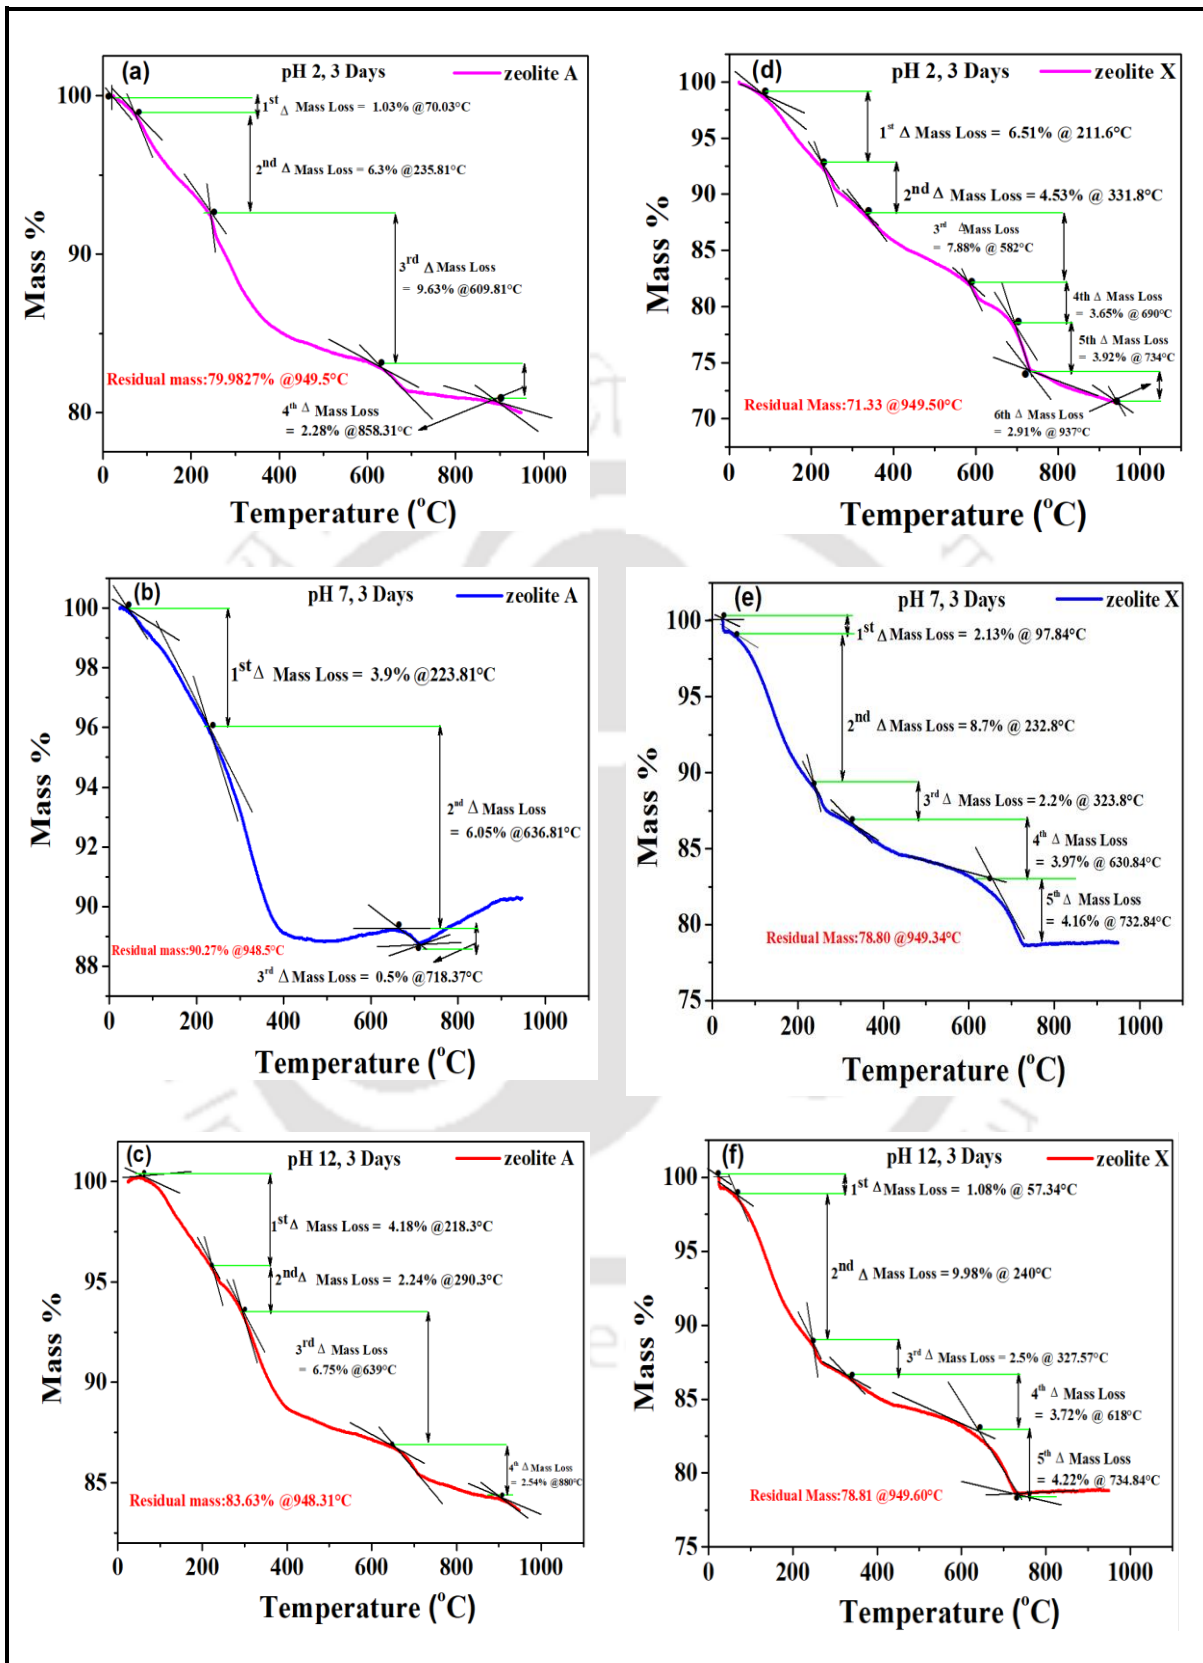 (a)
pH 2, 3 Days
zeolite A
100
80
1st Δ Mass Loss = 1.03% @70.03°C
2nd Δ Mass Loss = 6.3% @235.81°C
3rd Δ Mass Loss
= 9.63% @609.81°C
Residual mass:79.9827% @949.5°C
4th Δ Mass Loss
= 2.28% @858.31°C
0 200 400 600 800 1000
Mass %
Temperature (°C)
(d)
pH 2, 3 Days
zeolite X
100
95
90
85
80
75
70
1st Δ Mass Loss = 6.51% @ 211.6°C
2nd Δ Mass Loss = 4.53% @ 331.8°C
3rd ΔMass Loss
= 7.88% @ 582°C
4th Δ Mass Loss
= 3.65% @ 690°C
5th Δ Mass Loss
= 3.92% @ 734°C
Residual Mass:71.33 @949.50°C
6th Δ Mass Loss
= 2.91% @ 937°C
0 200 400 600 800 1000
Mass %
Temperature (°C)
(b)
pH 7, 3 Days
zeolite A
100
98
96
94
92
90
88
1st Δ Mass Loss = 3.9% @223.81°C
2nd Δ Mass Loss
= 6.05% @636.81°C
Residual mass:90.27% @948.5°C
3rd Δ Mass Loss = 0.5% @718.37°C
0 200 400 600 800 1000
Mass %
Temperature (°C)
(e)
pH 7, 3 Days
zeolite X
100
95
90
85
80
75
1st Δ Mass Loss = 2.13% @ 97.84°C
2nd Δ Mass Loss = 8.7% @ 232.8°C
3rd Δ Mass Loss = 2.2% @ 323.8°C
4th Δ Mass Loss
= 3.97% @ 630.84°C
5th Δ Mass Loss
= 4.16% @ 732.84°C
Residual Mass:78.80 @949.34°C
0 200 400 600 800 1000
Mass %
Temperature (°C)
(c)
pH 12, 3 Days
zeolite A
100
95
90
85
1st Δ Mass Loss = 4.18% @218.3°C
2nd Δ Mass Loss = 2.24% @290.3°C
3rd Δ Mass Loss
= 6.75% @639°C
4th Δ Mass Loss
= 2.54% @880°C
Residual mass:83.63% @948.31°C
0 200 400 600 800 1000
Mass %
Temperature (°C)
(f)
pH 12, 3 Days
zeolite X
100
95
90
85
80
75
1st Δ Mass Loss = 1.08% @ 57.34°C
2nd Δ Mass Loss = 9.98% @ 240°C
3rd Δ Mass Loss = 2.5% @ 327.57°C
4th Δ Mass Loss
= 3.72% @ 618°C
5th Δ Mass Loss
= 4.22% @ 734.84°C
Residual Mass:78.81 @949.60°C
0 200 400 600 800 1000
Mass %
Temperature (°C)